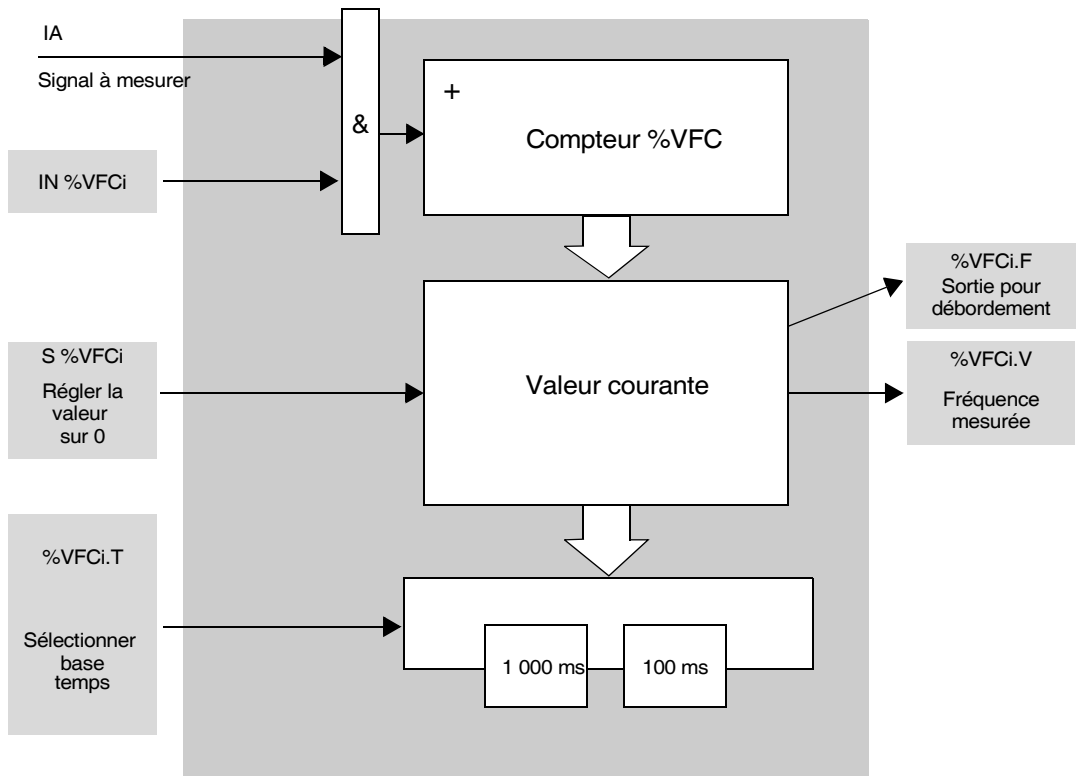 IA
Signal à mesurer
+
Compteur %VFC
&
IN %VFCi
%VFCi.F
Sortie pour
débordement
S %VFCi
Régler la
valeur
sur 0
Valeur courante
%VFCi.V
Fréquence
mesurée
%VFCi.T
Sélectionner
base
temps
1 000 ms
100 ms